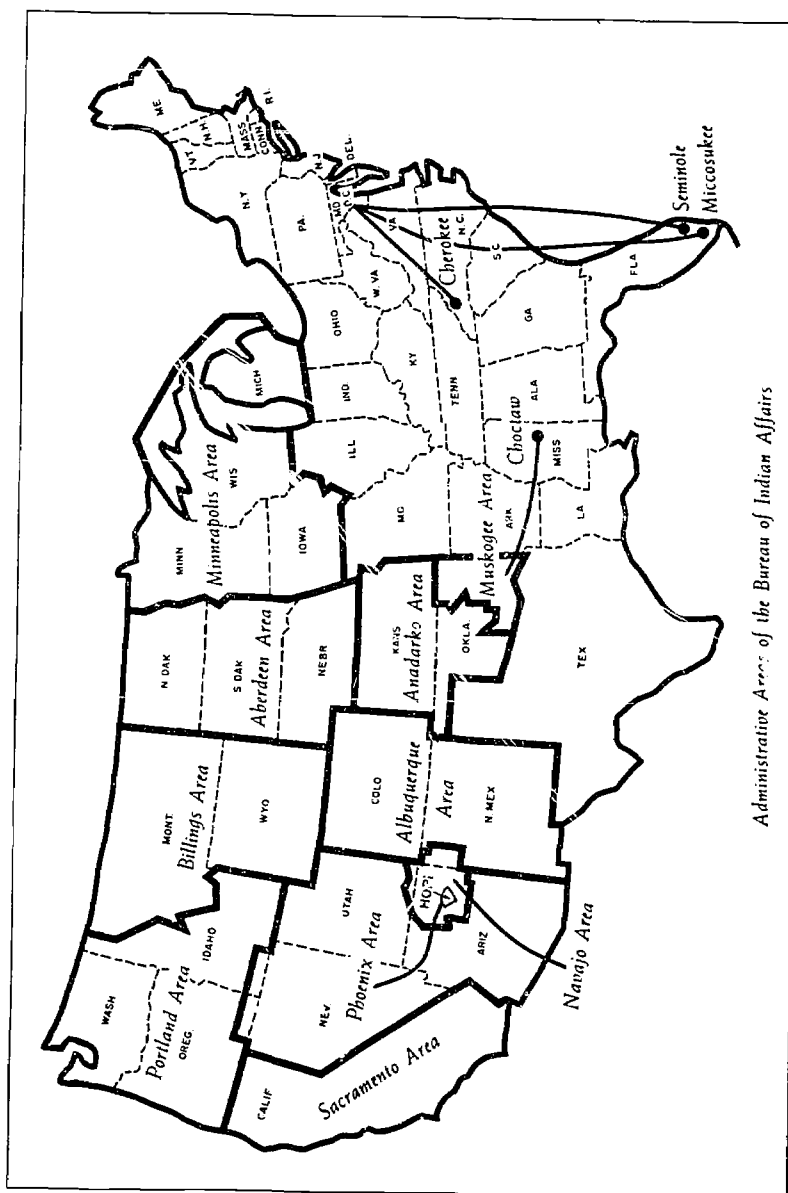 WASH
Portland Area
OREG.
IDAHO
MONT.
Billings Area
WYO
N DAK
S DAK
Aberdeen Area
NEBR
MINN
Minneapolis Area
WIS
IOWA
MICH
CALIF
Sacramento Area
NEV.
UTAH
Phoenix Area
HOPI
ARIZ
Navajo Area
COLO
Albuquerque
Area
N.MEX
KANS
Anadarko Area
OKLA.
Muskogee Area
TEX
MO
ARK
LA
Choctaw
MISS
ILL
IND
OHIO
KY
TENN
ALA
GA
FLA
S.C
N.C.
Cherokee
VA
W.VA
MD
D.C
DEL.
PA.
N.J
N.Y
CONN
R.I.
MASS
VT
N.H
ME
Seminole
Miccosukee
Administrative Areas of the Bureau of Indian Affairs